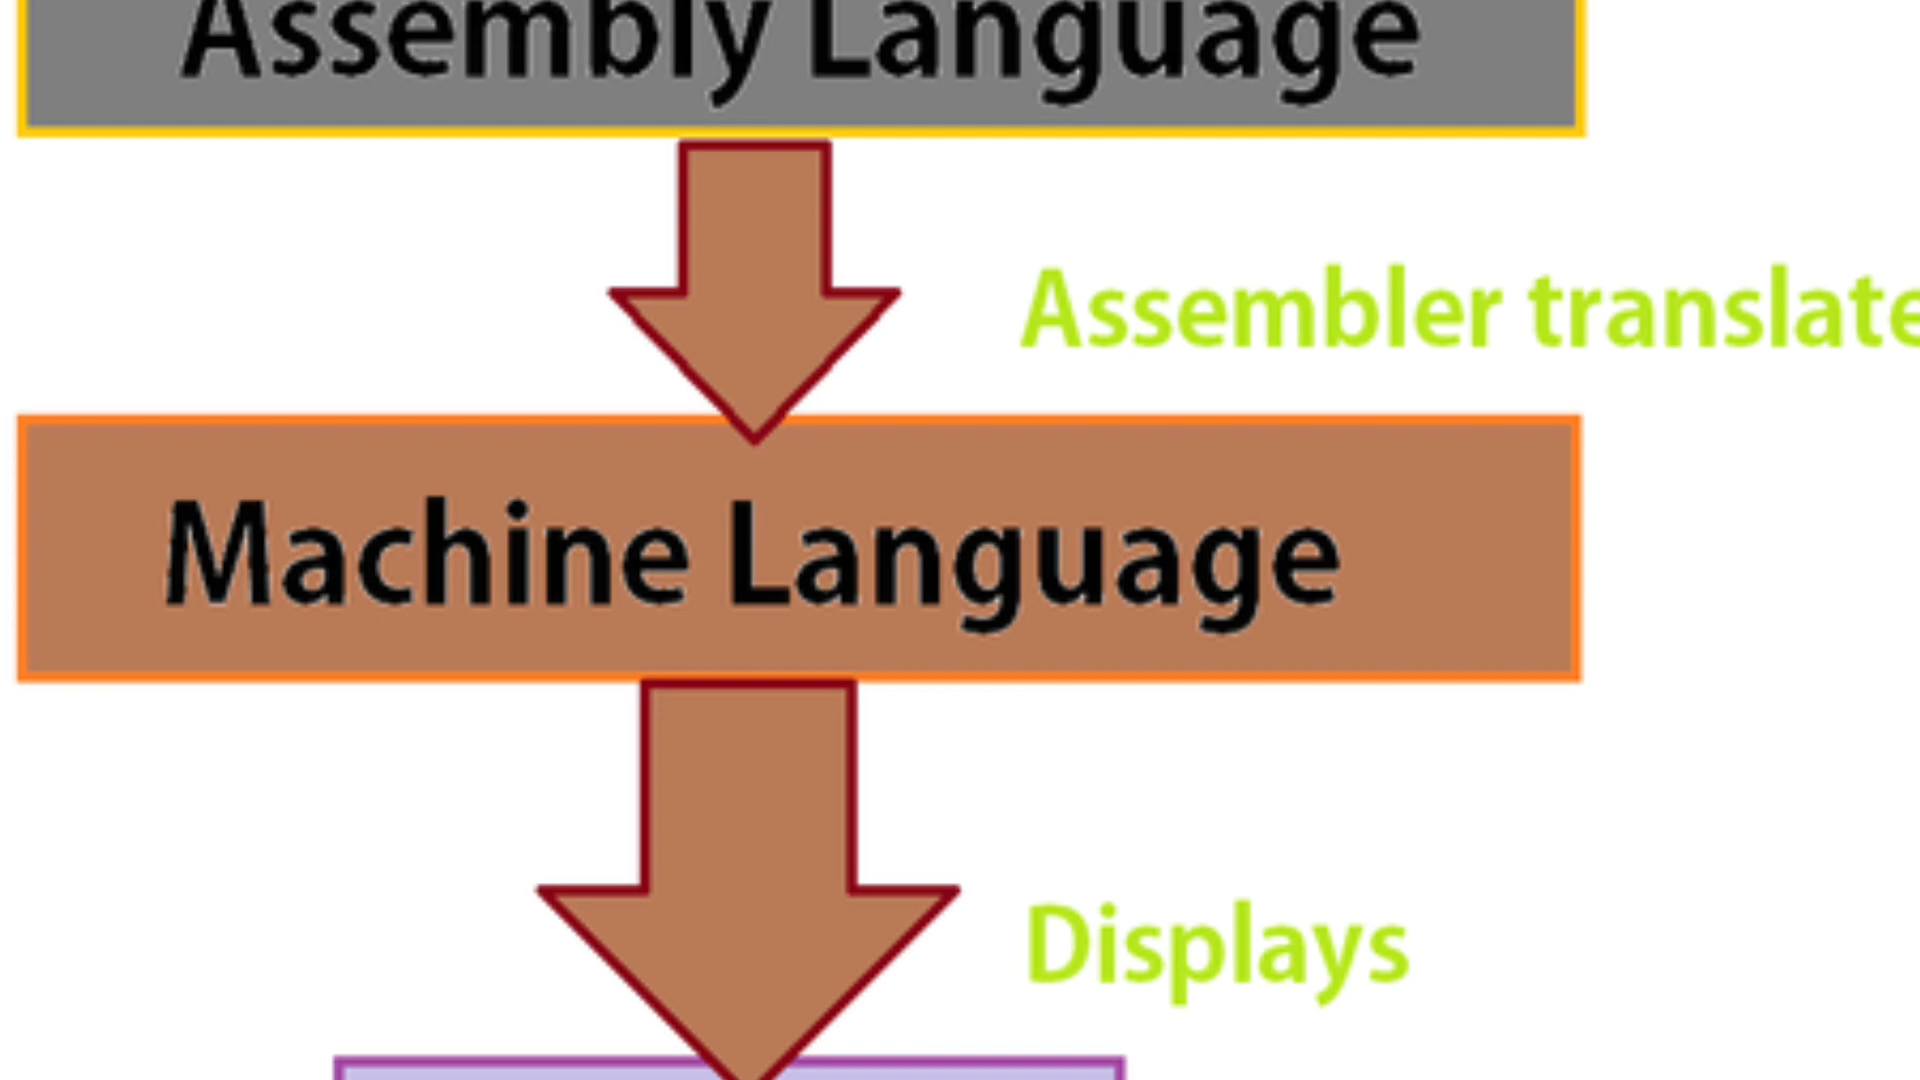 Assembly Language
Assembler translate
Machine Language
Displays